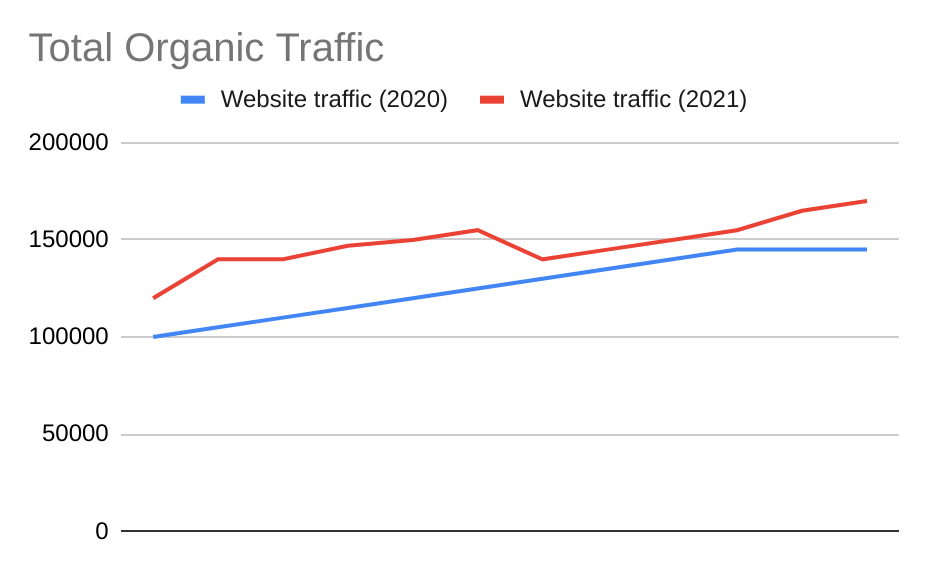 Total Organic Traffic
Website traffic (2020) Website traffic (2021)
200000
150000
100000
50000
0